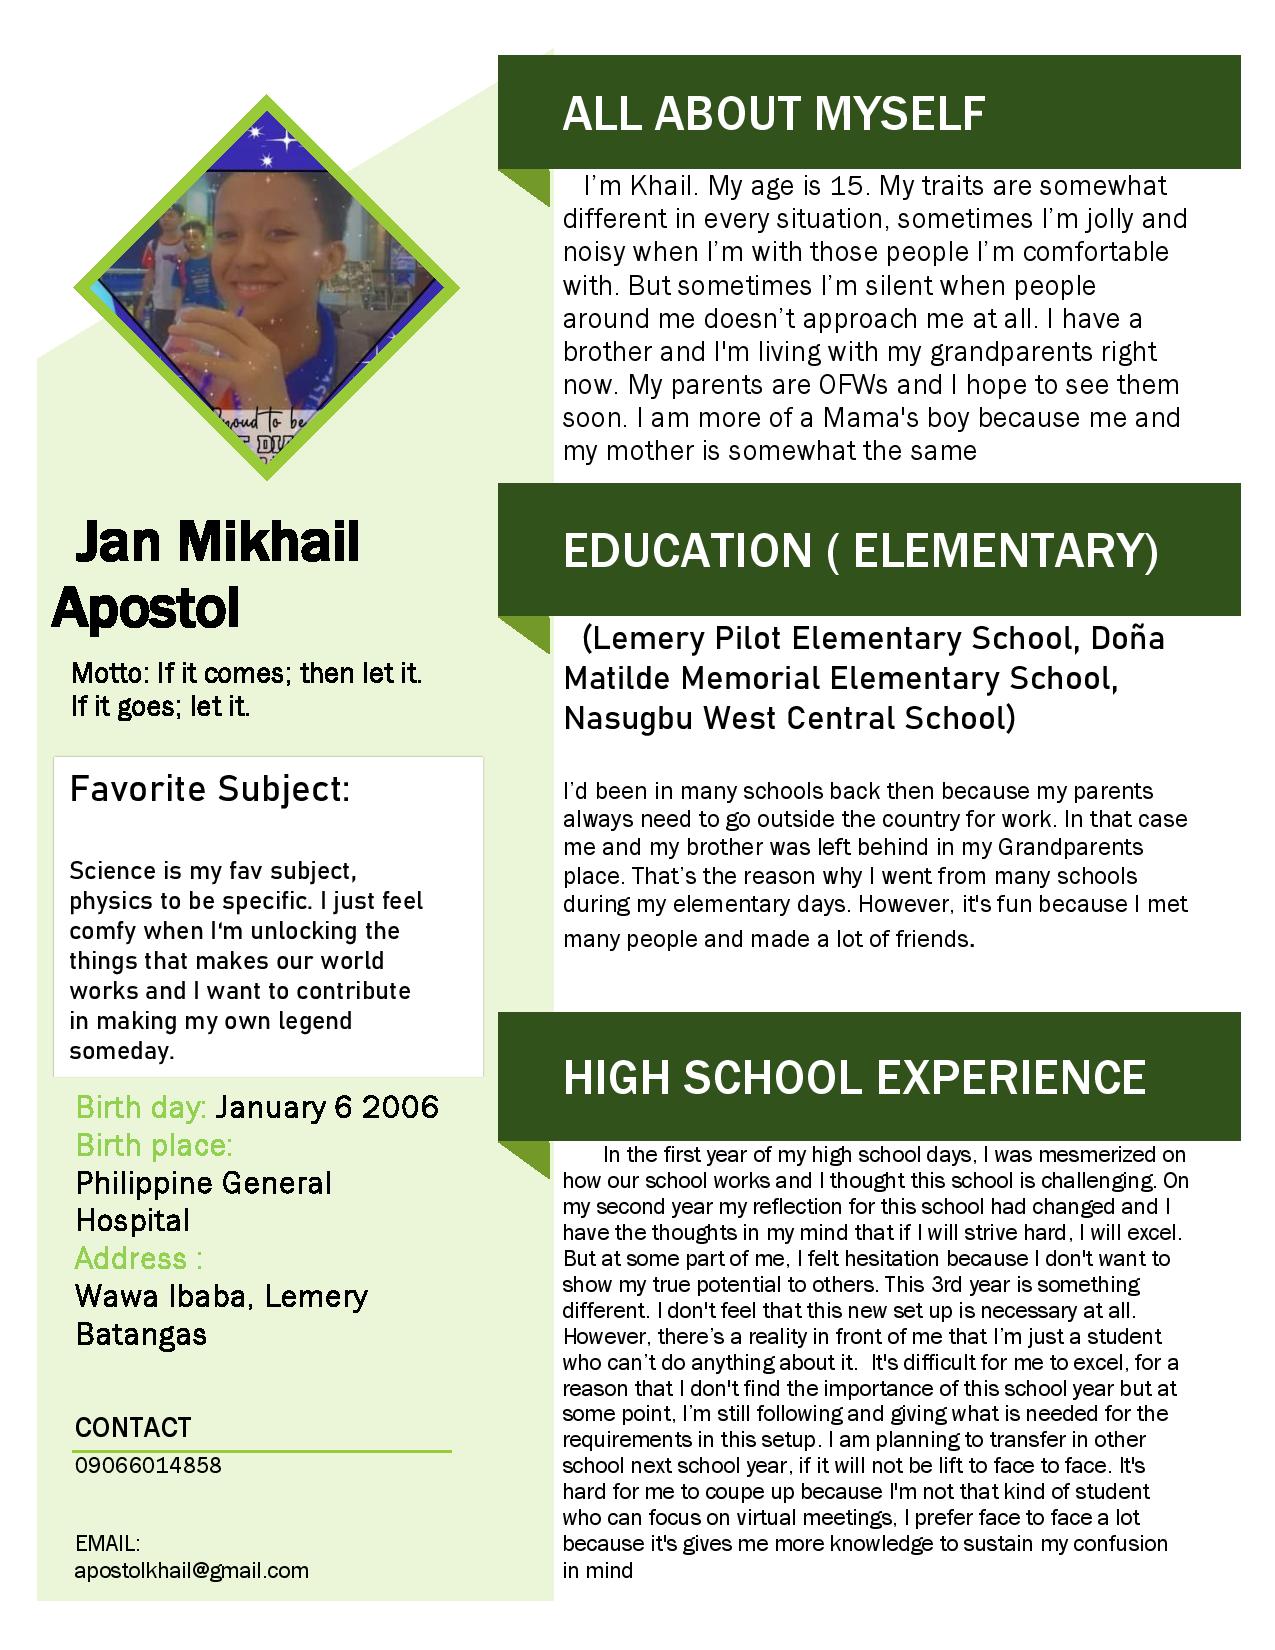 Proud to be
Jan Mikhail
Apostol
Motto: If it comes; then let it.
If it goes; let it.
Favorite Subject:
Science is my fav subject,
physics to be specific. I just feel
comfy when I‘m unlocking the
things that makes our world
works and I want to contribute
in making my own legend
someday.
Birth day: January 6 2006
Birth place:
Philippine General
Hospital
Address :
Wawa Ibaba, Lemery
Batangas
CONTACT
09066014858
EMAIL:
apostolkhail@gmail.com
ALL ABOUT MYSELF
I’m Khail. My age is 15. My traits are somewhat
different in every situation, sometimes I’m jolly and
noisy when I’m with those people I’m comfortable
with. But sometimes I’m silent when people
around me doesn’t approach me at all. I have a
brother and I'm living with my grandparents right
now. My parents are OFWs and I hope to see them
soon. I am more of a Mama's boy because me and
my mother is somewhat the same
EDUCATION ( ELEMENTARY)
(Lemery Pilot Elementary School, Doña
Matilde Memorial Elementary School,
Nasugbu West Central School)
I’d been in many schools back then because my parents
always need to go outside the country for work. In that case
me and my brother was left behind in my Grandparents
place. That’s the reason why I went from many schools
during my elementary days. However, it's fun because I met
many people and made a lot of friends.
HIGH SCHOOL EXPERIENCE
In the first year of my high school days, I was mesmerized on
how our school works and I thought this school is challenging. On
my second year my reflection for this school had changed and I
have the thoughts in my mind that if I will strive hard, I will excel.
But at some part of me, I felt hesitation because I don't want to
show my true potential to others. This 3rd year is something
different. I don't feel that this new set up is necessary at all.
However, there’s a reality in front of me that I’m just a student
who can’t do anything about it.  It's difficult for me to excel, for a
reason that I don't find the importance of this school year but at
some point, I’m still following and giving what is needed for the
requirements in this setup. I am planning to transfer in other
school next school year, if it will not be lift to face to face. It's
hard for me to coupe up because I'm not that kind of student
who can focus on virtual meetings, I prefer face to face a lot
because it's gives me more knowledge to sustain my confusion
in mind